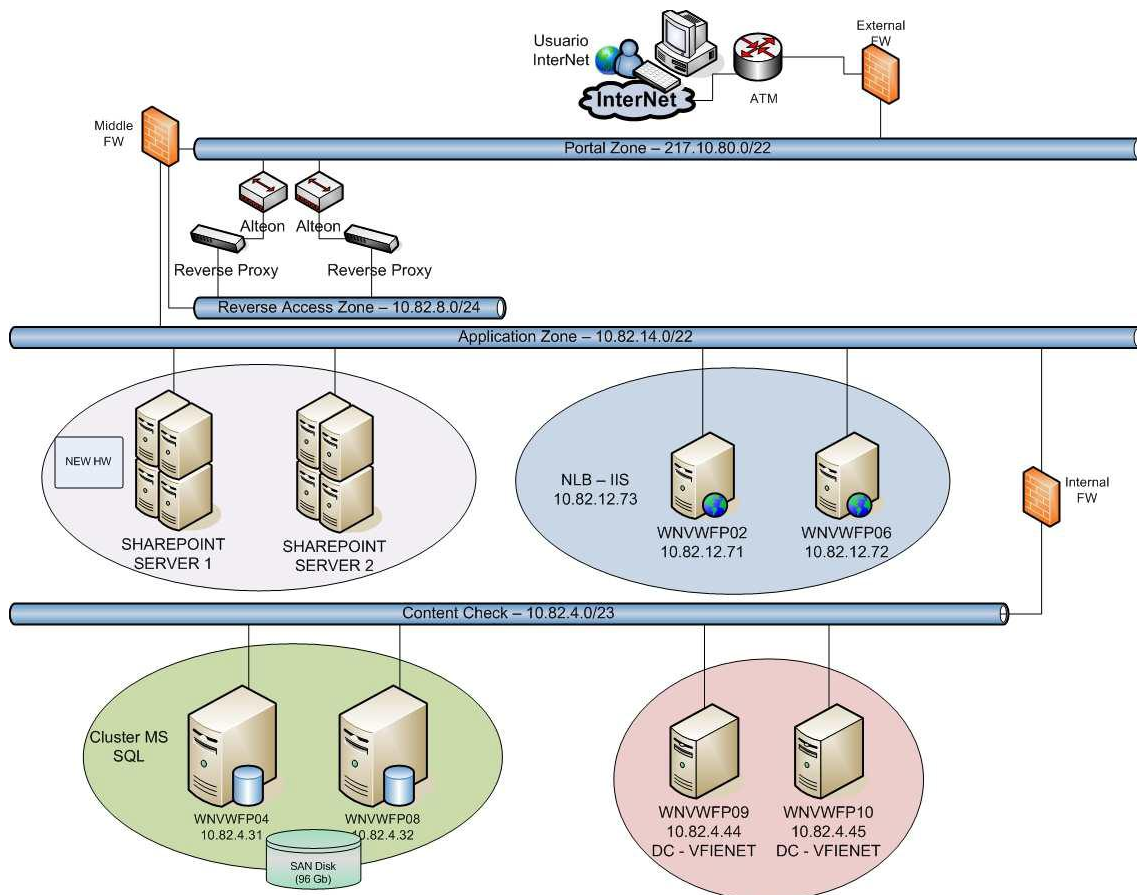 Usuario
InterNet
InterNet
ATM
External
FW
Middle
FW
Portal Zone – 217.10.80.0/22
Alteon
Alteon
Reverse Proxy
Reverse Proxy
Reverse Access Zone – 10.82.8.0/24
Application Zone – 10.82.14.0/22
NEW HW
SHAREPOINT
SERVER 1
SHAREPOINT
SERVER 2
NLB – IIS
10.82.12.73
WNVWFP02
10.82.12.71
WNVWFP06
10.82.12.72
Internal
FW
Content Check – 10.82.4.0/23
Cluster MS
SQL
WNVWFP04
10.82.4.31
WNVWFP08
10.82.4.32
SAN Disk
(96 Gb)
WNVWFP09
10.82.4.44
DC - VFIENET
WNVWFP10
10.82.4.45
DC - VFIENET